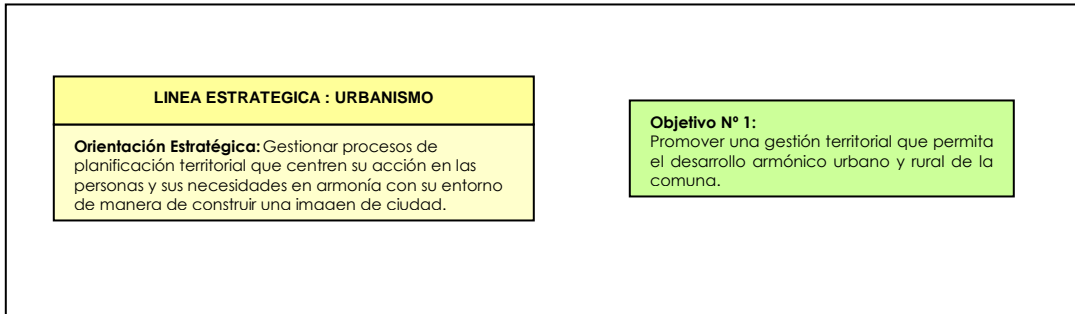 LINEA ESTRATEGICA : URBANISMO
Orientación Estratégica: Gestionar procesos de
planificación territorial que centren su acción en las
personas y sus necesidades en armonía con su entorno
de manera de construir una imagen de ciudad.
Objetivo Nº 1:
Promover una gestión territorial que permita
el desarrollo armónico urbano y rural de la
comuna.